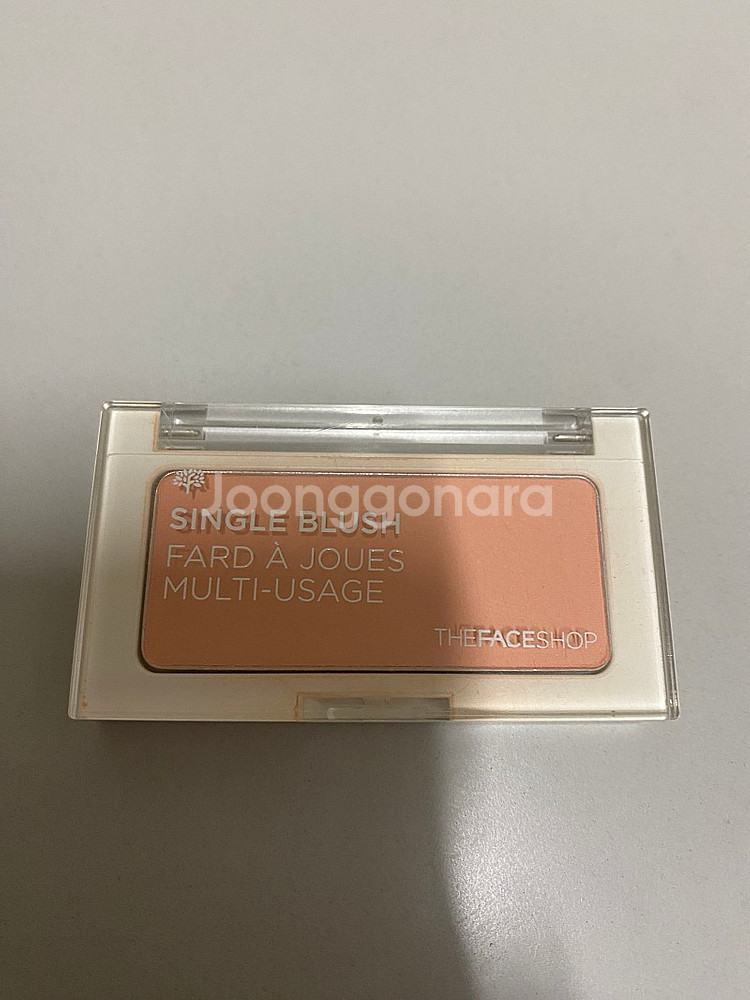 Joonggonara
SINGLE BLUSH
FARD À JOUES
MULTI-USAGE
THEFACESHOP